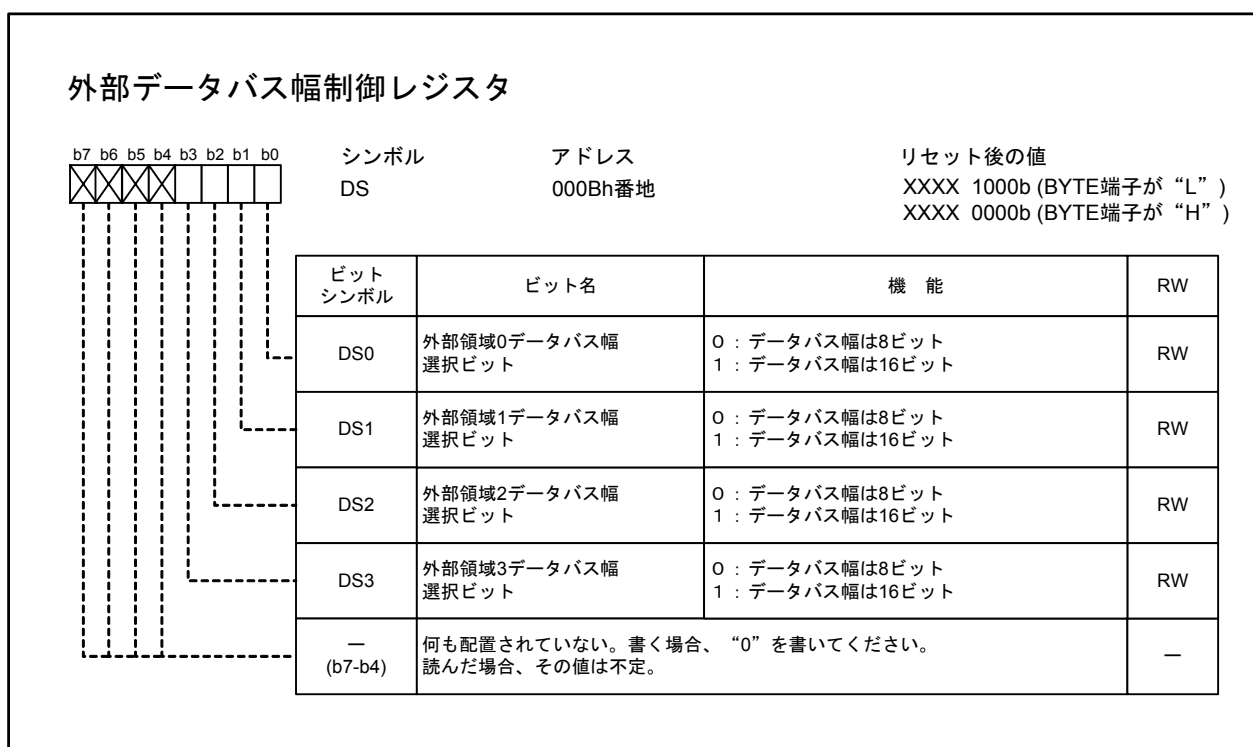 外部データバス幅制御レジスタ
b7 b6 b5 b4 b3 b2 b1 b0
シンボル アドレス リセット後の値
DS 000Bh番地 XXXX 1000b (BYTE端子が“L”)
XXXX 0000b (BYTE端子が“H”)
ビット
シンボル ビット名 機 能 RW
DS0 外部領域0データバス幅
選択ビット 0 : データバス幅は8ビット
1 : データバス幅は16ビット RW
DS1 外部領域1データバス幅
選択ビット 0 : データバス幅は8ビット
1 : データバス幅は16ビット RW
DS2 外部領域2データバス幅
選択ビット 0 : データバス幅は8ビット
1 : データバス幅は16ビット RW
DS3 外部領域3データバス幅
選択ビット 0 : データバス幅は8ビット
1 : データバス幅は16ビット RW
—
(b7-b4) 何も配置されていない。書く場合、“0”を書いてください。
読んだ場合、その値は不定。 —